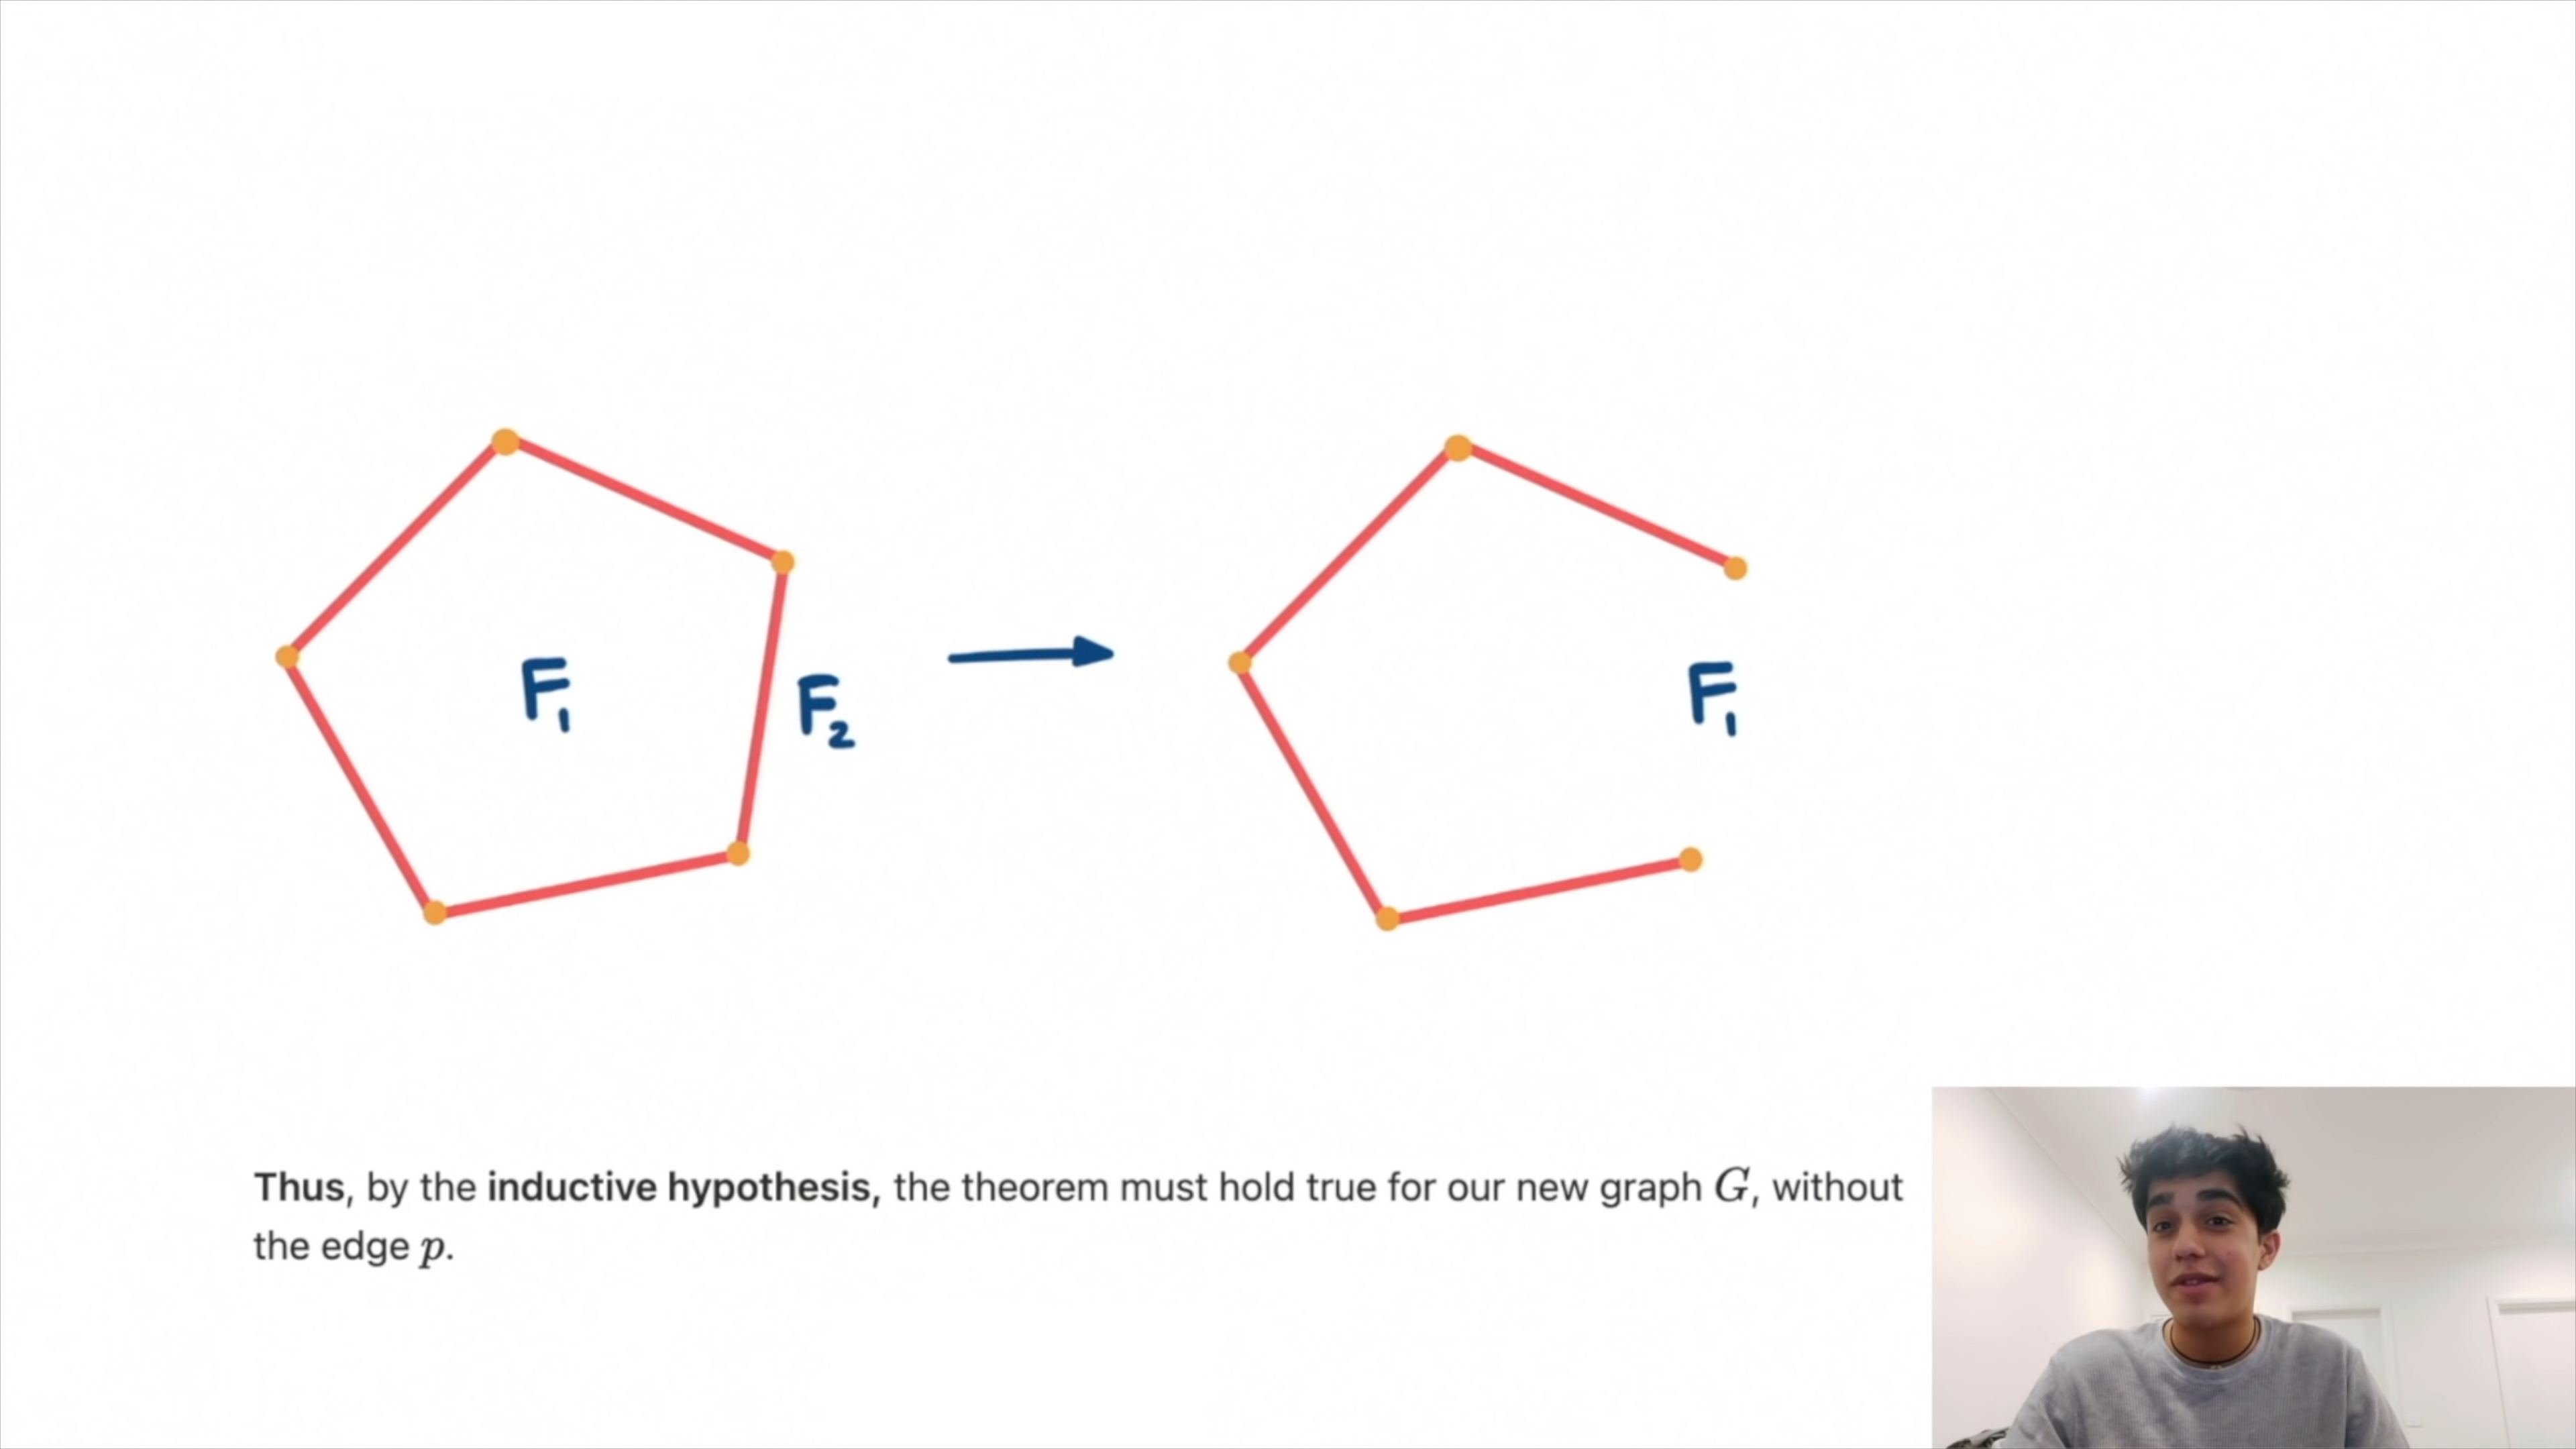 F₁
F₂
F₁
Thus, by the inductive hypothesis, the theorem must hold true for our new graph G, without
the edge p.